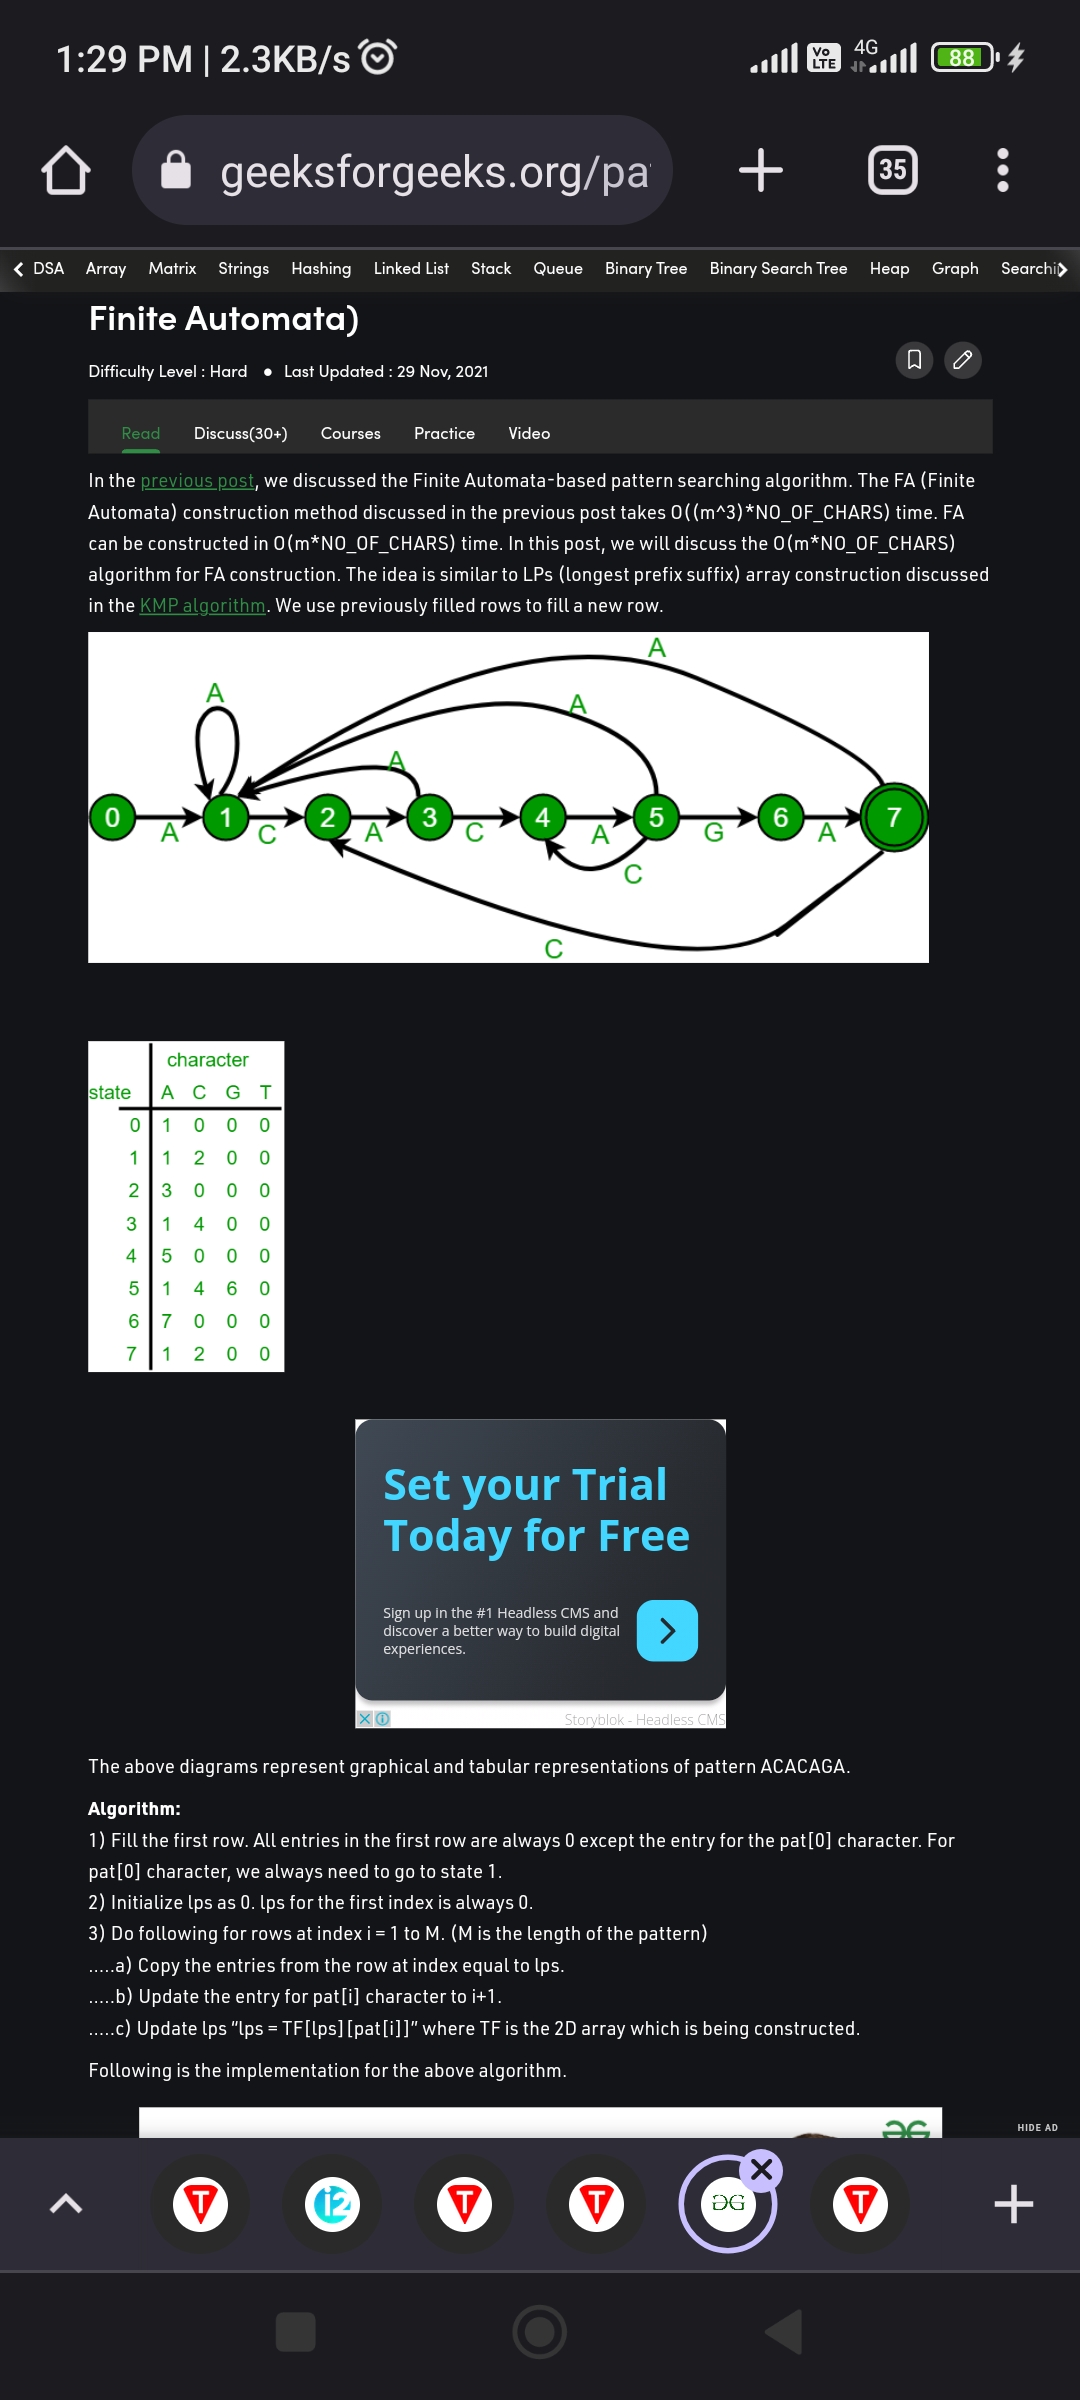 1:29 PM | 2.3KB/s
Vo LTE
4G
88
geeksforgeeks.org/pa
35
DSA Array Matrix Strings Hashing Linked List Stack Queue Binary Tree Binary Search Tree Heap Graph Searchi
Finite Automata)
Difficulty Level : Hard • Last Updated : 29 Nov, 2021
Read Discuss(30+) Courses Practice Video
In the previous post, we discussed the Finite Automata-based pattern searching algorithm. The FA (Finite
Automata) construction method discussed in the previous post takes O((m^3)*NO_OF_CHARS) time. FA
can be constructed in O(m*NO_OF_CHARS) time. In this post, we will discuss the O(m*NO_OF_CHARS)
algorithm for FA construction. The idea is similar to LPs (longest prefix suffix) array construction discussed
in the KMP algorithm. We use previously filled rows to fill a new row.
A
A
A
A
0 1 2 3 4 5 6 7
A C A C A G A
C
C
character
state A C G T
0 1 0 0 0
1 1 2 0 0
2 3 0 0 0
3 1 4 0 0
4 5 0 0 0
5 1 4 6 0
6 7 0 0 0
7 1 2 0 0
Set your Trial
Today for Free
Sign up in the #1 Headless CMS and
discover a better way to build digital
experiences.
Storyblok - Headless CMS
The above diagrams represent graphical and tabular representations of pattern ACACAGA.
Algorithm:
1) Fill the first row. All entries in the first row are always 0 except the entry for the pat[0] character. For
pat[0] character, we always need to go to state 1.
2) Initialize lps as 0. lps for the first index is always 0.
3) Do following for rows at index i = 1 to M. (M is the length of the pattern)
.....a) Copy the entries from the row at index equal to lps.
.....b) Update the entry for pat[i] character to i+1.
.....c) Update lps “lps = TF[lps][pat[i]]” where TF is the 2D array which is being constructed.
Following is the implementation for the above algorithm.
HIDE AD
T i2 T T T